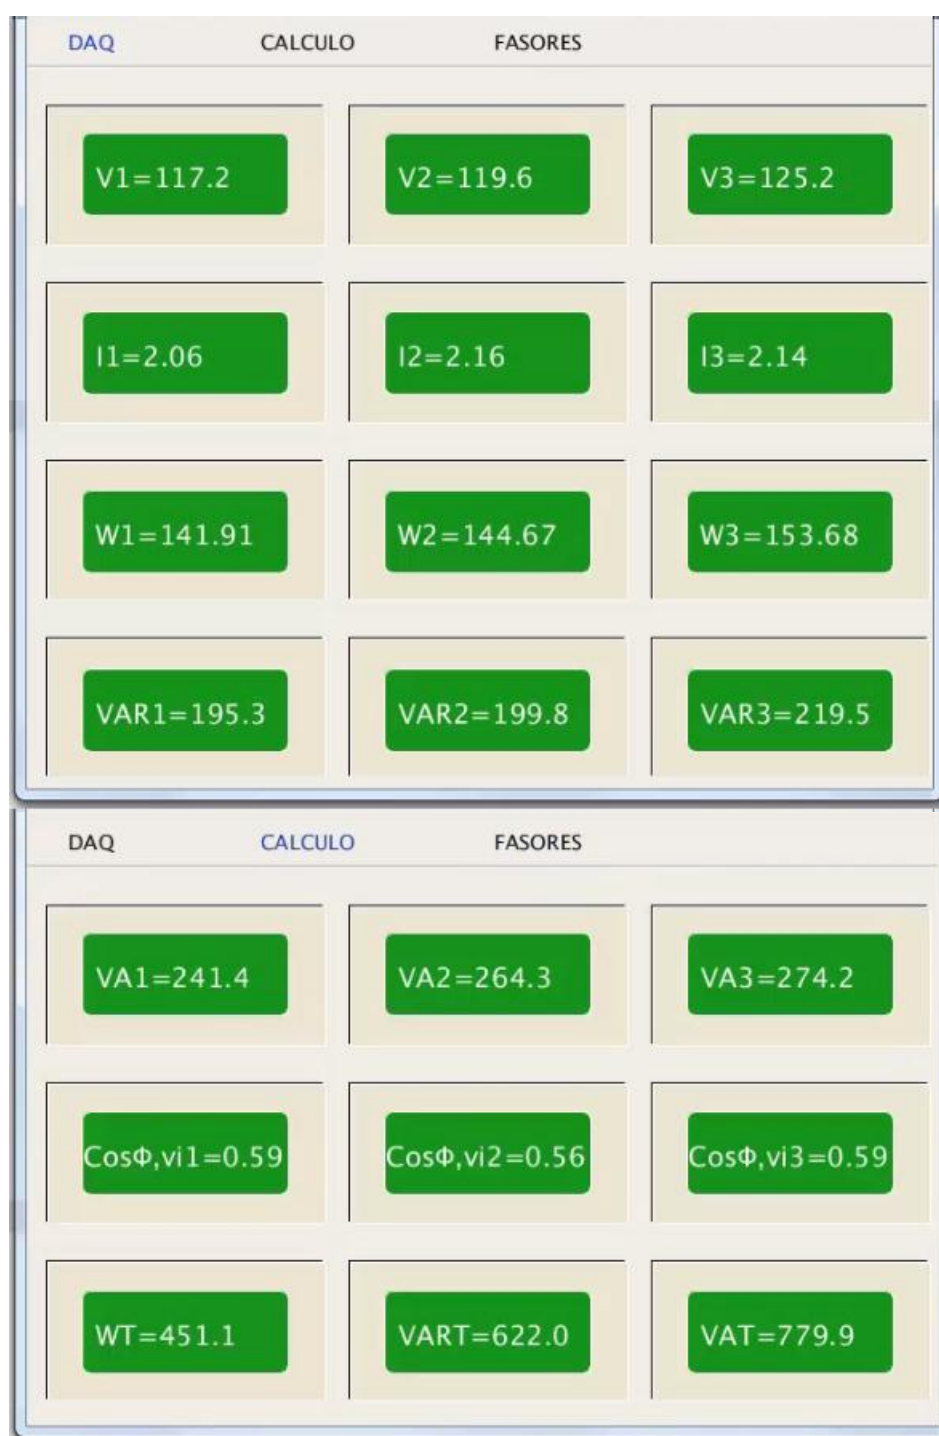 DAQ CALCULO FASORES
V1=117.2 V2=119.6 V3=125.2
I1=2.06 I2=2.16 I3=2.14
W1=141.91 W2=144.67 W3=153.68
VAR1=195.3 VAR2=199.8 VAR3=219.5
DAQ CALCULO FASORES
VA1=241.4 VA2=264.3 VA3=274.2
CosΦ,vi1=0.59 CosΦ,vi2=0.56 CosΦ,vi3=0.59
WT=451.1 VART=622.0 VAT=779.9